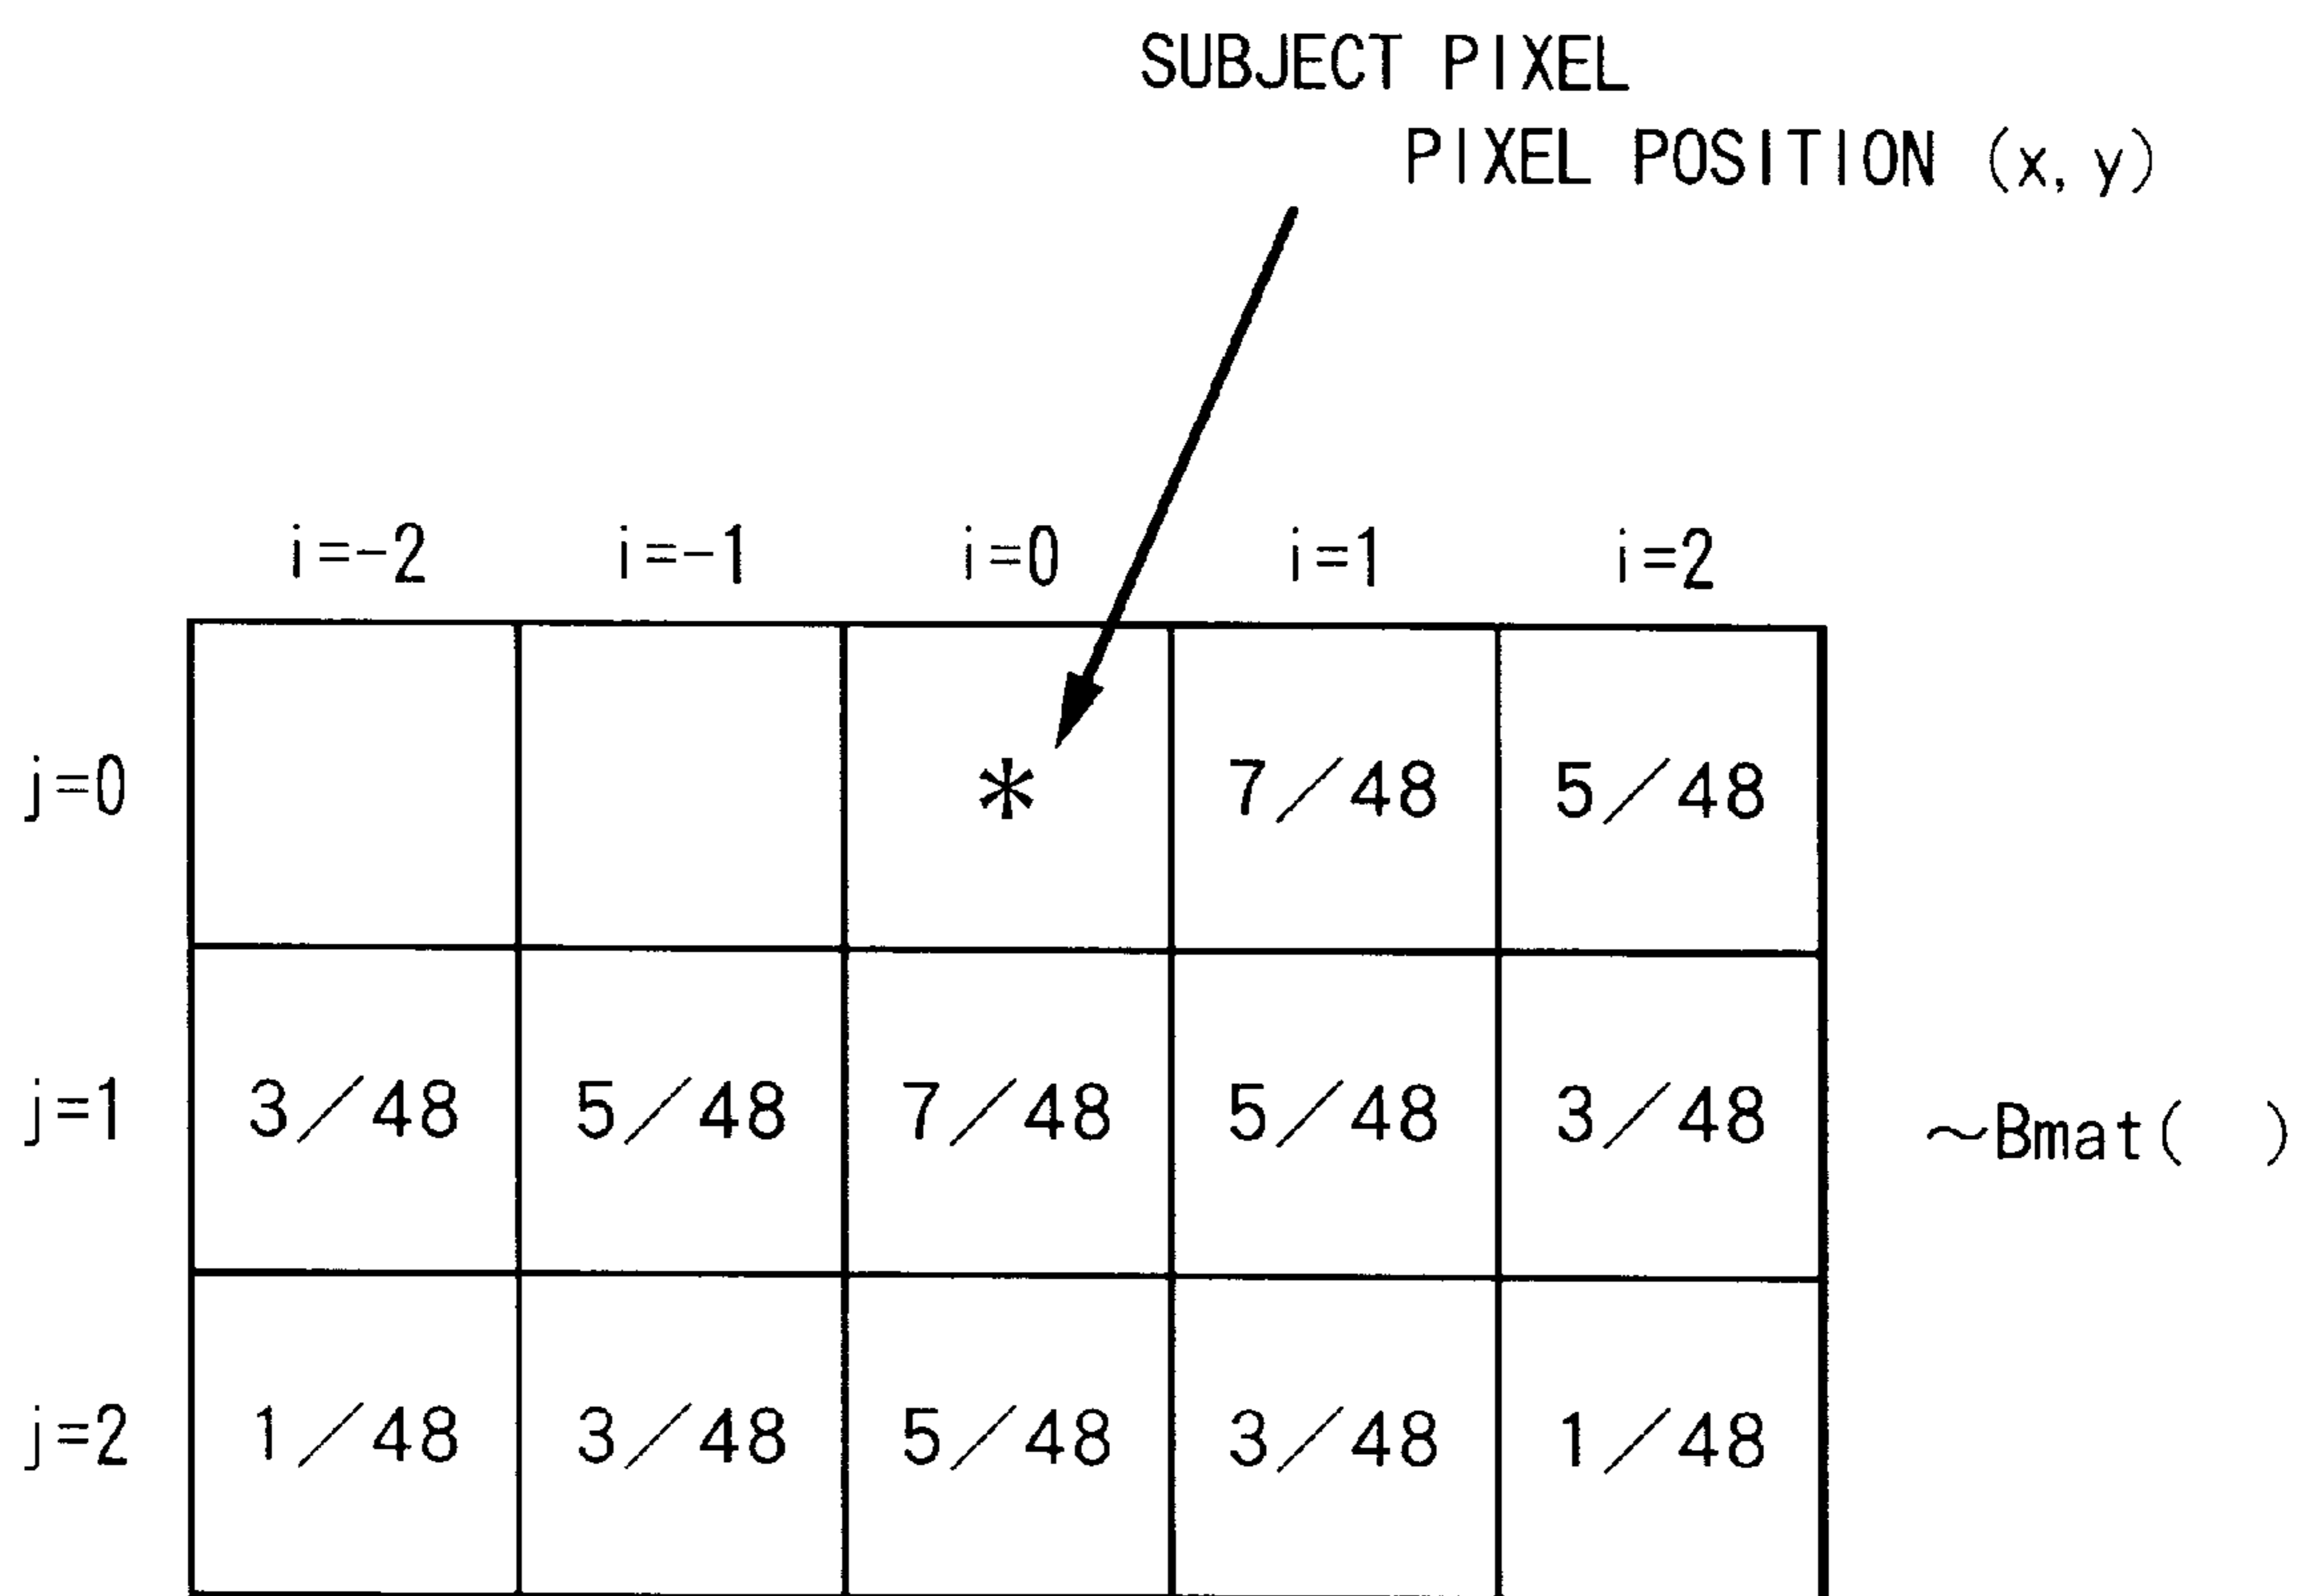 SUBJECT PIXEL
PIXEL POSITION (x, y)
i=-2 i=-1 i=0 i=1 i=2
j=0 * 7/48 5/48
j=1 3/48 5/48 7/48 5/48 3/48 ~Bmat( )
j=2 1/48 3/48 5/48 3/48 1/48